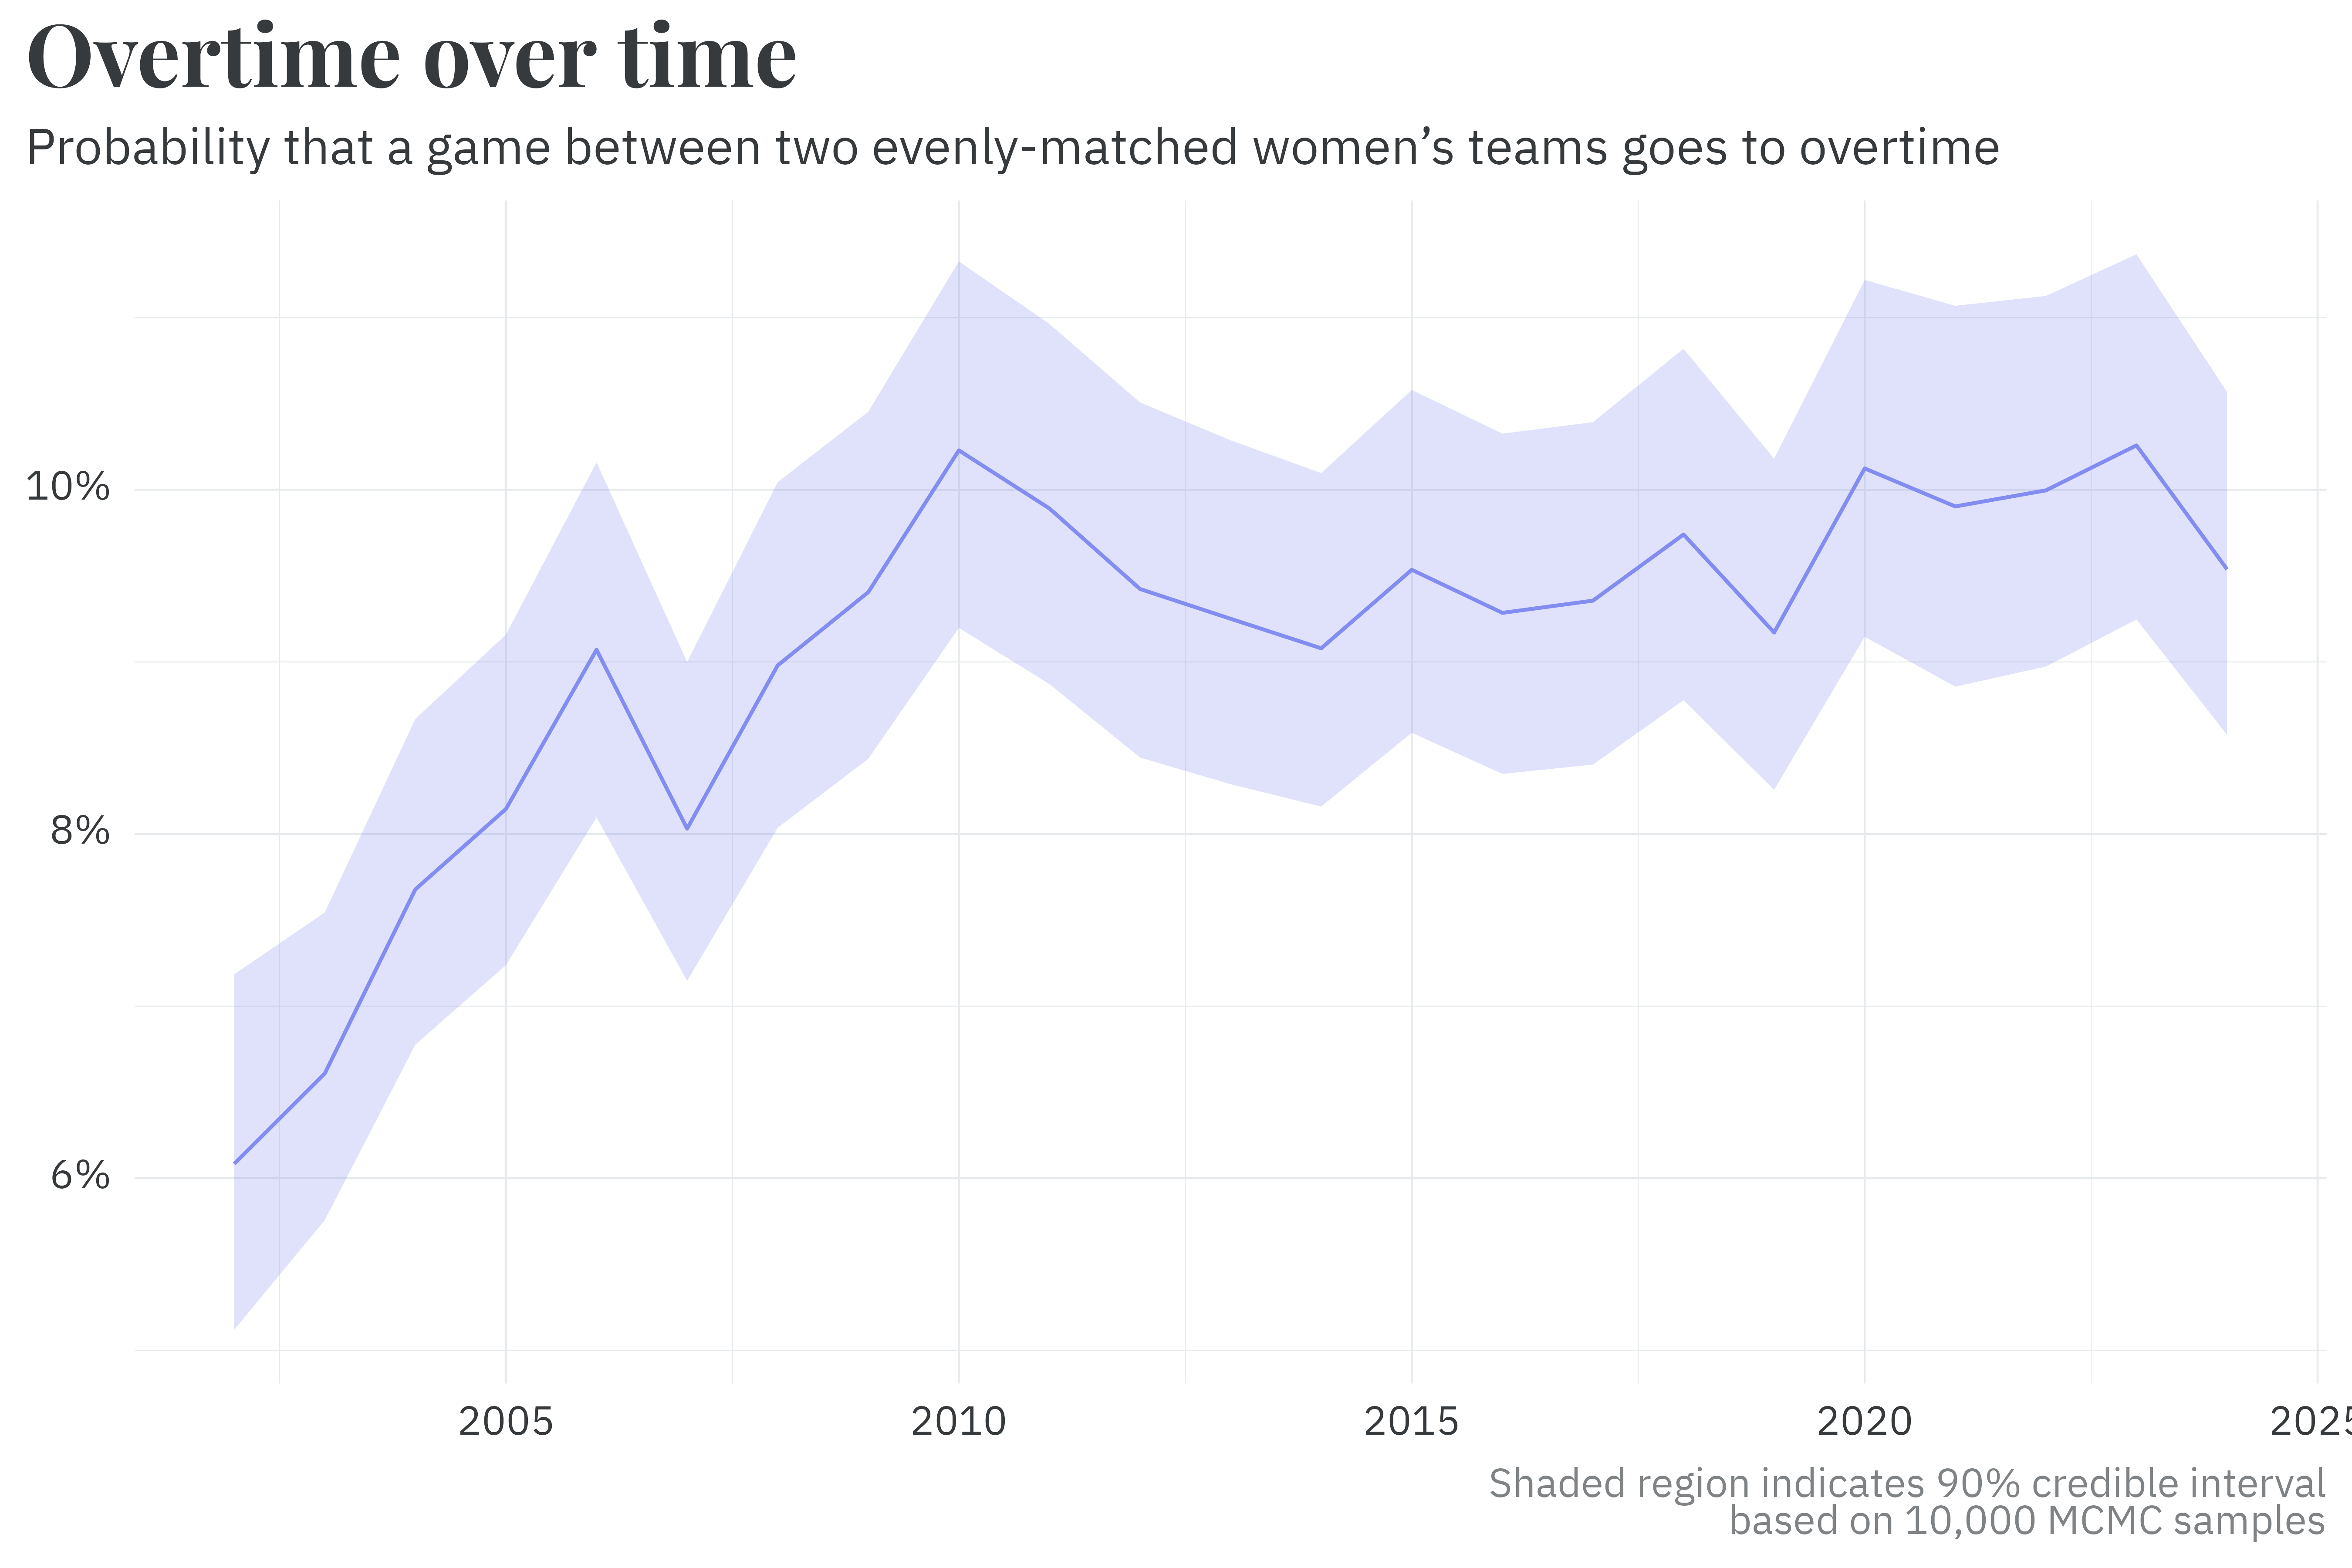 Overtime over time
Probability that a game between two evenly-matched women’s teams goes to overtime
10%
8%
6%
2005 2010 2015 2020 2025
Shaded region indicates 90% credible interval
based on 10,000 MCMC samples